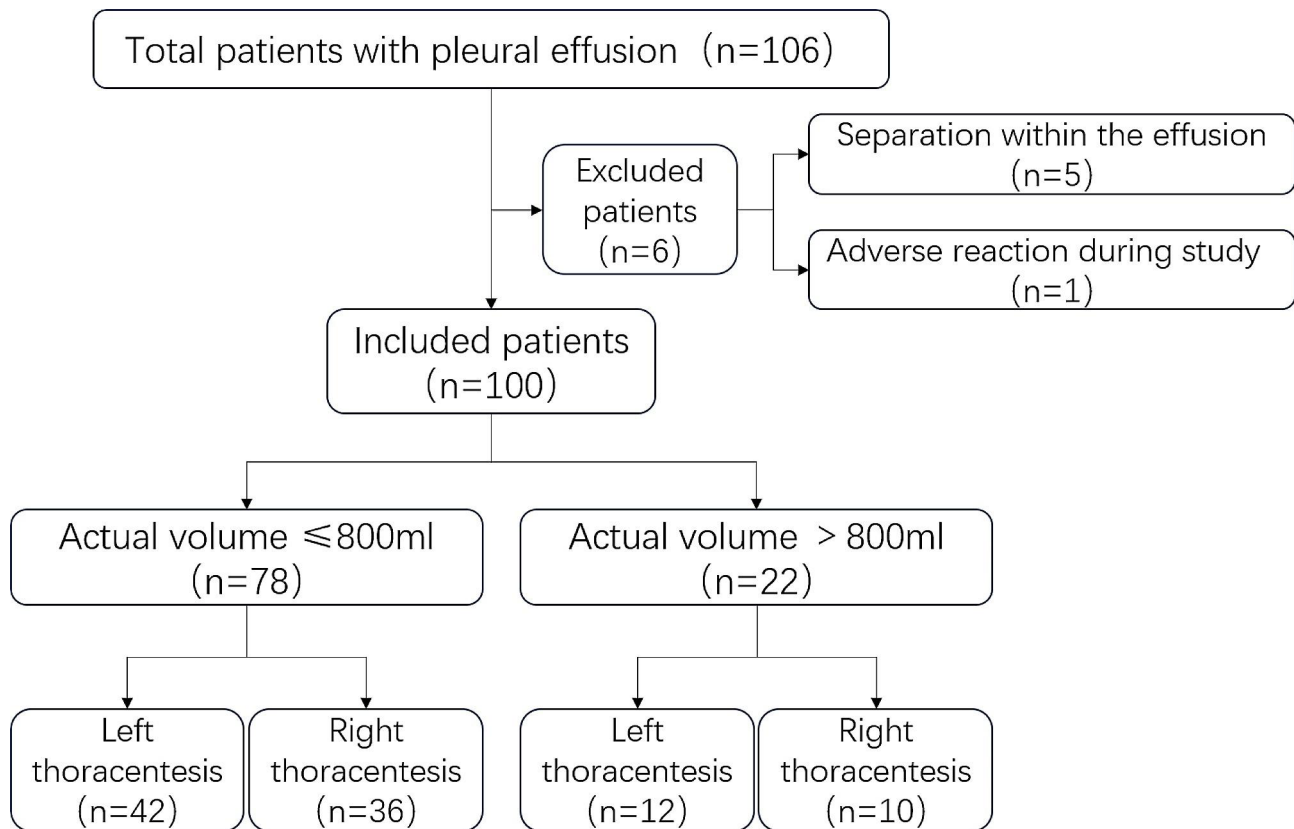 Total patients with pleural effusion（n=106）
Excluded
patients
（n=6）
Separation within the effusion
（n=5）
Adverse reaction during study
（n=1）
Included patients
（n=100）
Actual volume ≤800ml
（n=78）
Actual volume ＞800ml
（n=22）
Left
thoracentesis
（n=42）
Right
thoracentesis
（n=36）
Left
thoracentesis
（n=12）
Right
thoracentesis
（n=10）